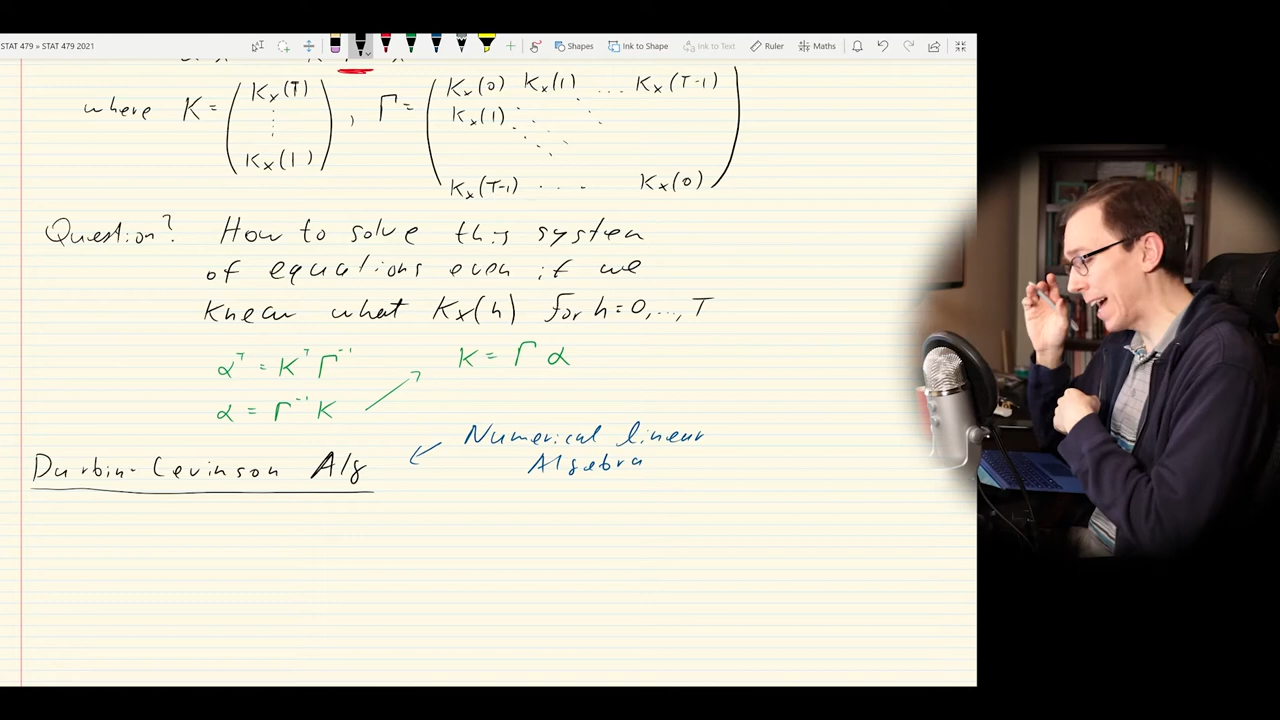 STAT 479 » STAT 479 2021
Shapes
Ink to Shape
Ink to Text
Ruler
Maths
where K = ( Kx(T) ⋮ Kx(1) ) , Γ = ( Kx(0) Kx(1) ... Kx(T-1)
Kx(1)
Kx(T-1) .... Kx(0) )
Question? How to solve this system
of equations even if we
knew what Kx(h) for h=0,...,T
αᵀ = Kᵀ Γ⁻¹ K = Γ α
α = Γ⁻¹ K
Numerical linear
Algebra
Durbin-Levinson Alg